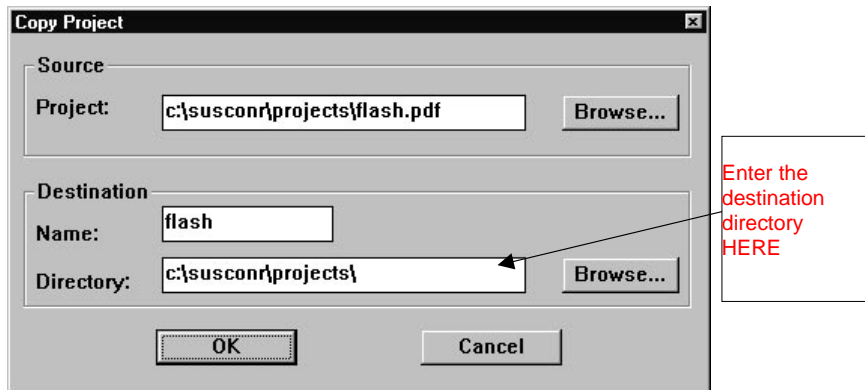 Copy Project
Source
Project:
c:\susconr\projects\flash.pdf
Browse...
Destination
Name:
flash
Directory:
c:\susconr\projects\
Browse...
OK
Cancel
Enter the
destination
directory
HERE